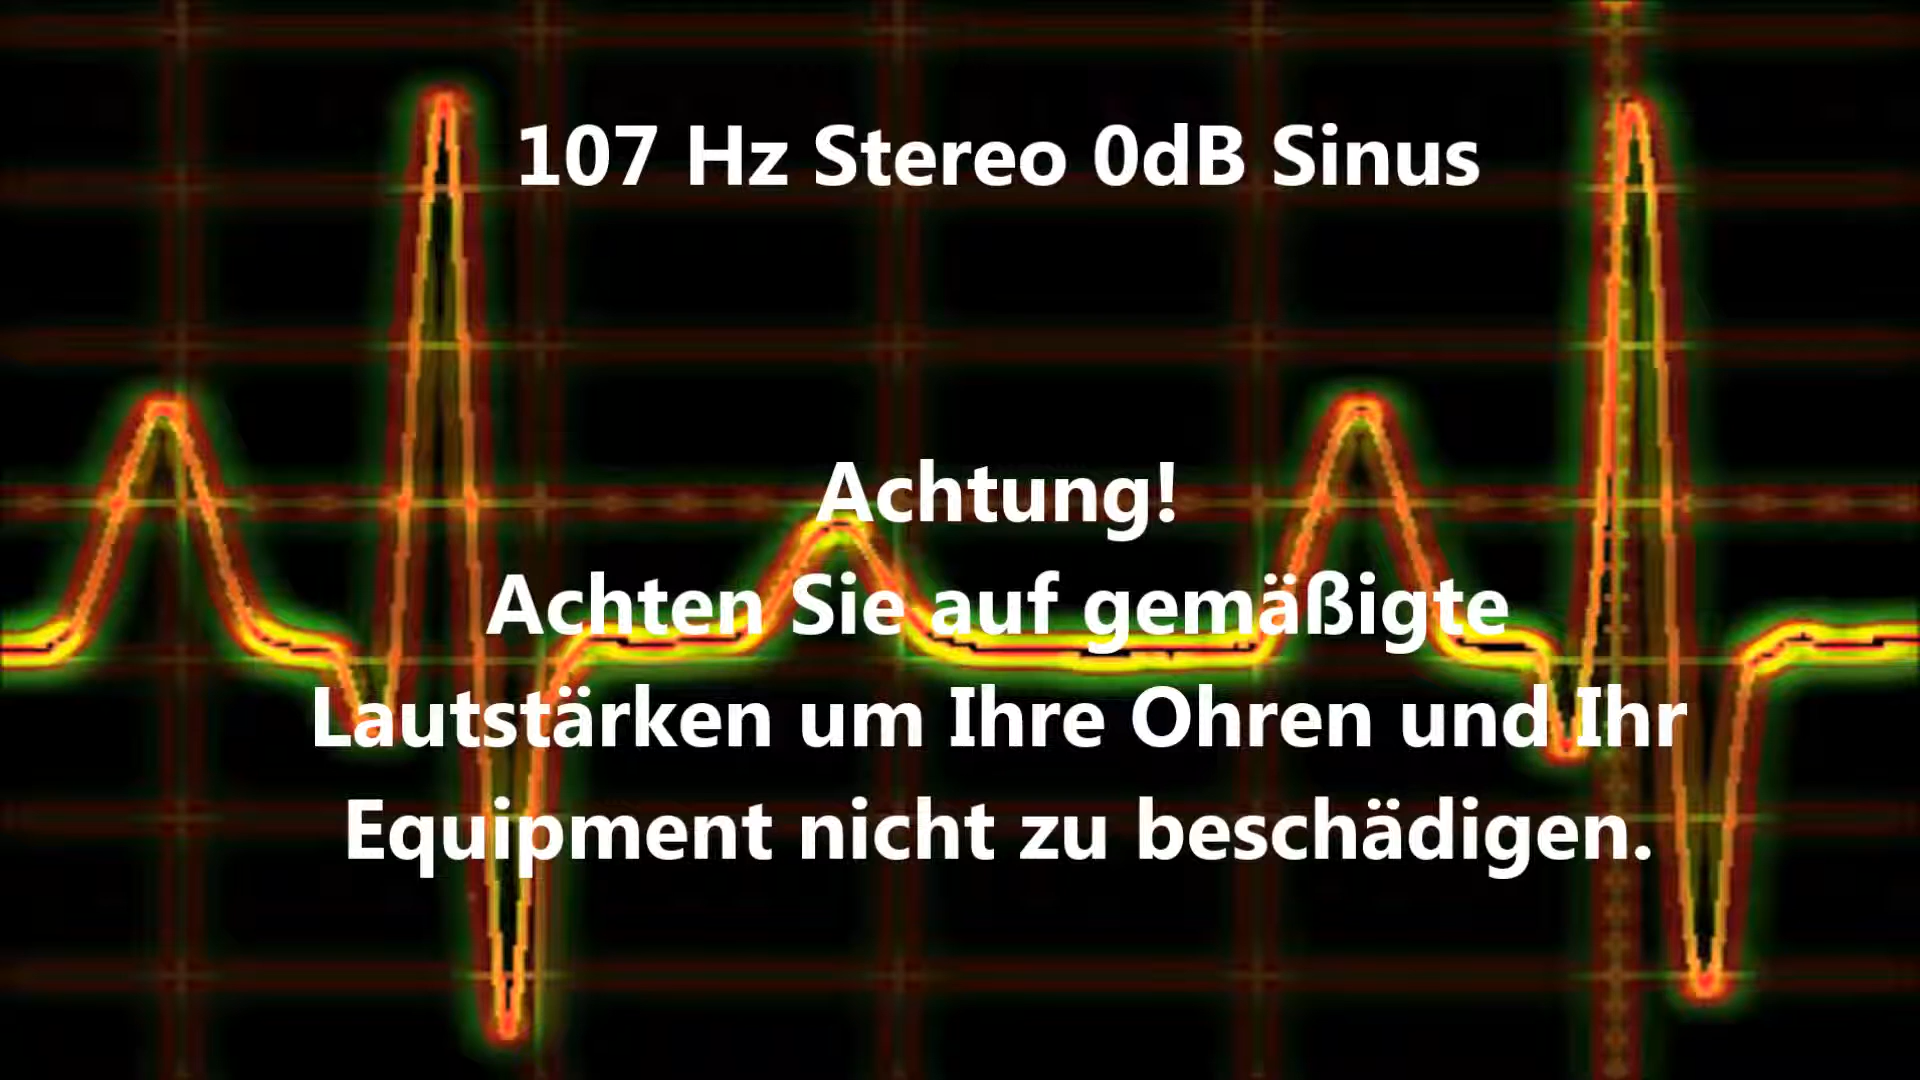 107 Hz Stereo 0dB Sinus
Achtung!
Achten Sie auf gemäßigte
Lautstärken um Ihre Ohren und Ihr
Equipment nicht zu beschädigen.